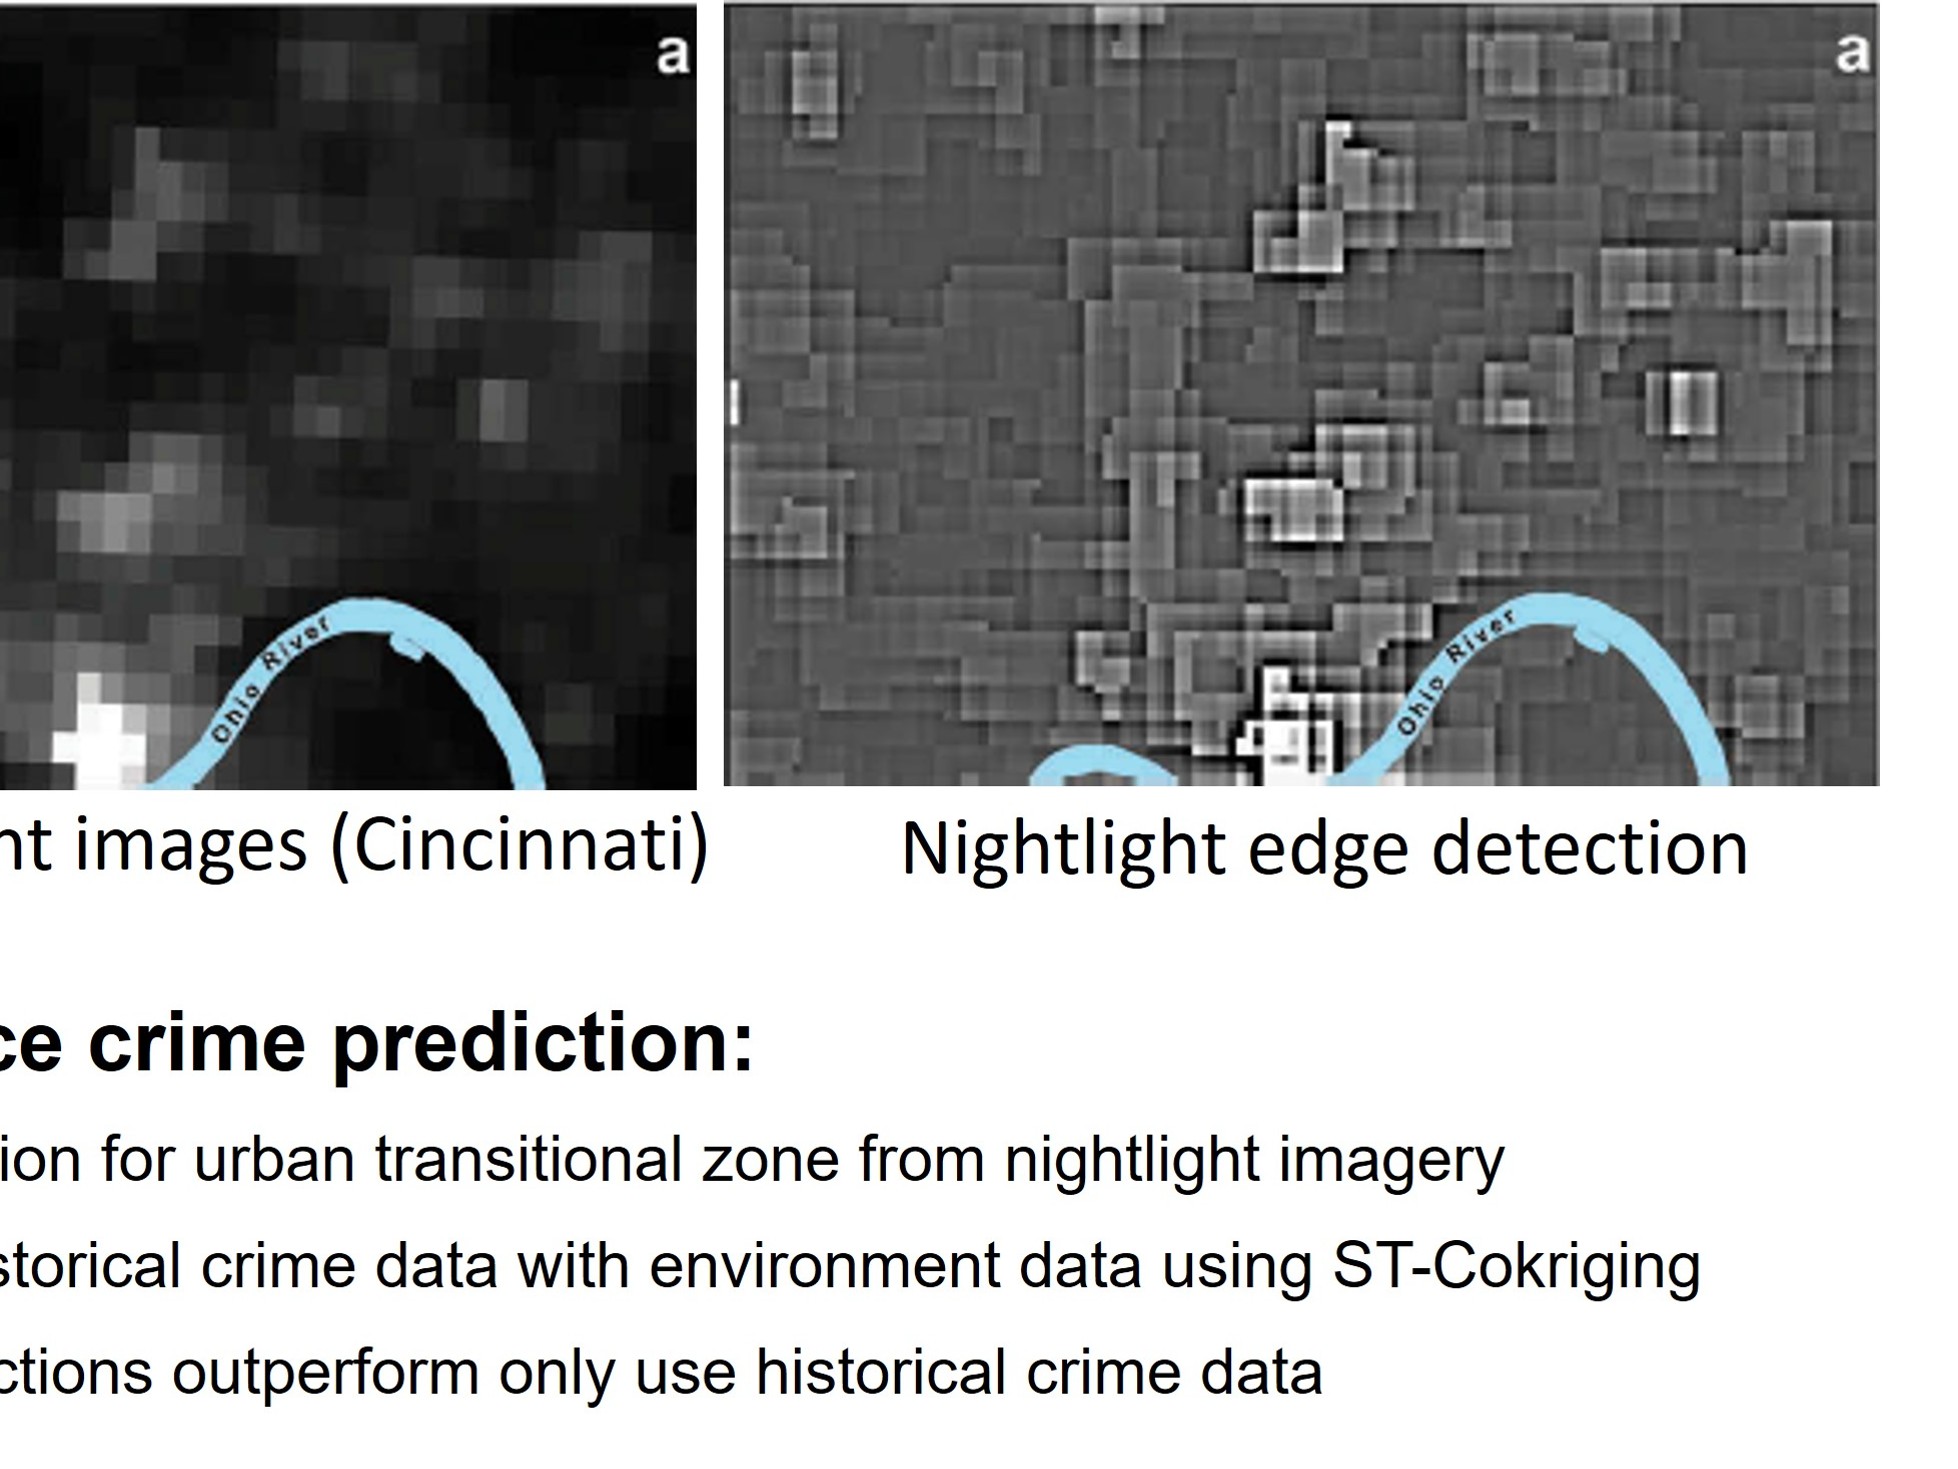 a
a
Ohio River
Ohio River
nt images (Cincinnati)
Nightlight edge detection
ce crime prediction:
ion for urban transitional zone from nightlight imagery
storical crime data with environment data using ST-Cokriging
ctions outperform only use historical crime data